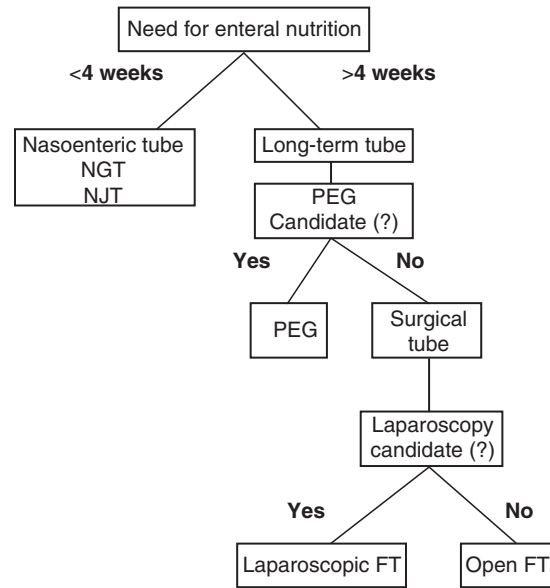 Need for enteral nutrition
<4 weeks
>4 weeks
Nasoenteric tube
NGT
NJT
Long-term tube
PEG
Candidate (?)
Yes
No
PEG
Surgical
tube
Laparoscopy
candidate (?)
Yes
No
Laparoscopic FT
Open FT